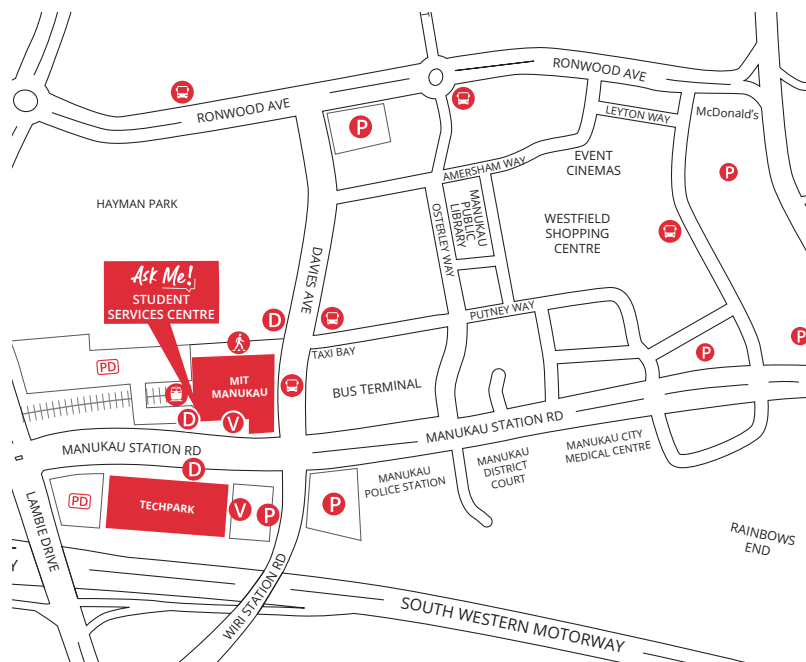 RONWOOD AVE
RONWOOD AVE
McDonald's
LEYTON WAY
P
P
EVENT
CINEMAS
AMERSHAM WAY
HAYMAN PARK
MANUKAU
PUBLIC
LIBRARY
OSTERLEY WAY
WESTFIELD
SHOPPING
CENTRE
DAVIES AVE
Ask Me!
STUDENT
SERVICES CENTRE
D
PUTNEY WAY
P
P
TAXI BAY
PD
MIT
MANUKAU
BUS TERMINAL
D
V
MANUKAU STATION RD
MANUKAU STATION RD
MANUKAU CITY
MEDICAL CENTRE
MANUKAU
DISTRICT
COURT
MANUKAU
POLICE STATION
D
PD
TECHPARK
V
P
P
LAMBIE DRIVE
RAINBOWS
END
WIRI STATION RD
SOUTH WESTERN MOTORWAY
Y